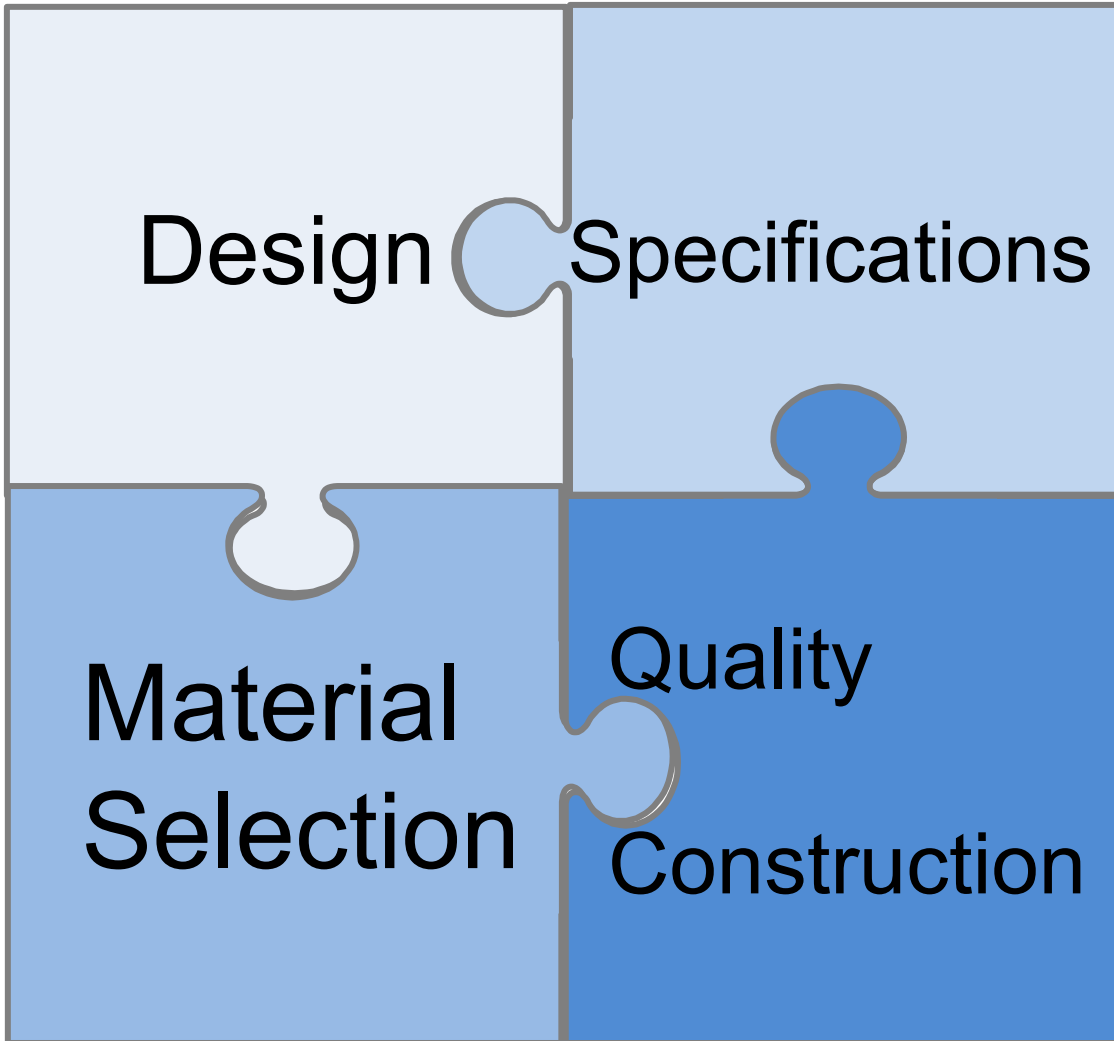 Design
Specifications
Material
Selection
Quality
Construction